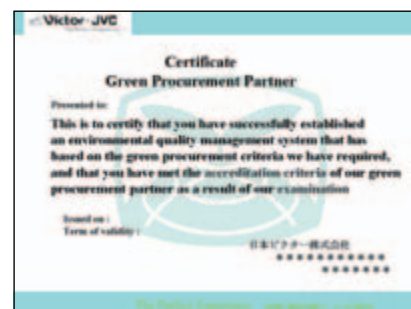 Victor·JVC
Certificate
Green Procurement Partner
Presented to:
This is to certify that you have successfully established
an environmental quality management system that has
based on the green procurement criteria we have required,
and that you have met the accreditation criteria of our green
procurement partner as a result of our examination
Issued on :
Term of validity :
日本ビクター株式会社
***********
*******
The Perfect Experience